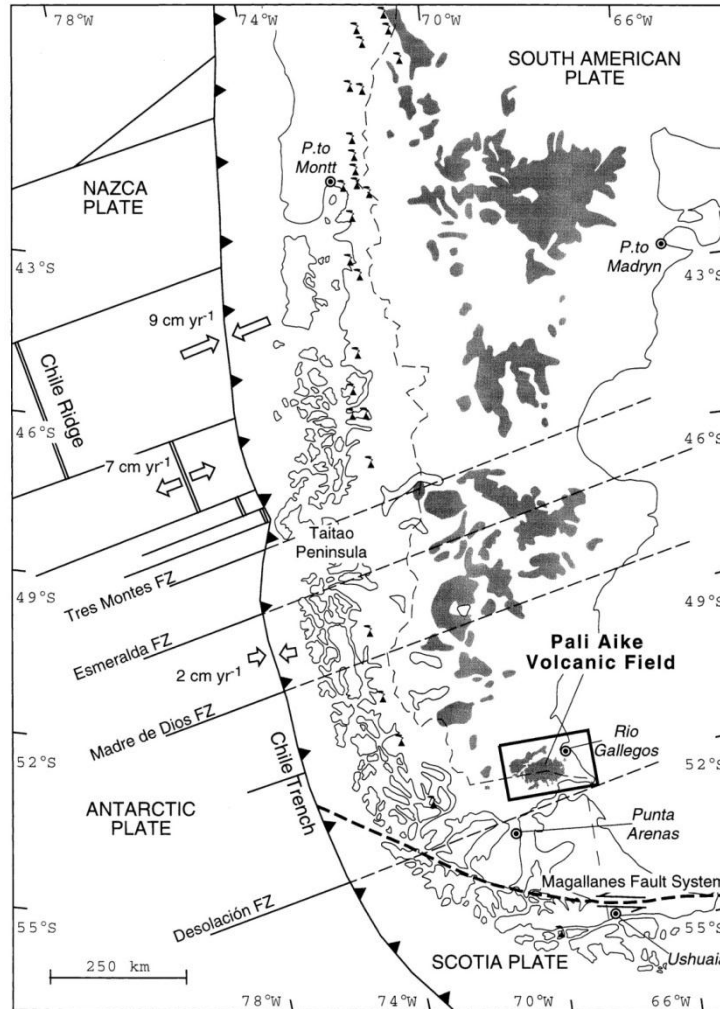 78°W
70°W
66°W
SOUTH AMERICAN
PLATE
P.to
Montt
NAZCA
PLATE
P.to
Madryn
43°S
43°S
9 cm yr-1
Chile Ridge
46°S
46°S
7 cm yr-1
Taitao
Peninsula
Tres Montes FZ
49°S
49°S
Esmeralda FZ
Pali Aike
Volcanic Field
2 cm yr-1
Madre de Dios FZ
Rio
Gallegos
52°S
52°S
Chile Trench
ANTARCTIC
PLATE
?
Punta
Arenas
Magallanes Fault System
Desolación FZ
55°S
55°S
250 km
SCOTIA PLATE
Ushuaia
78°W
74°W
70°W
66°W